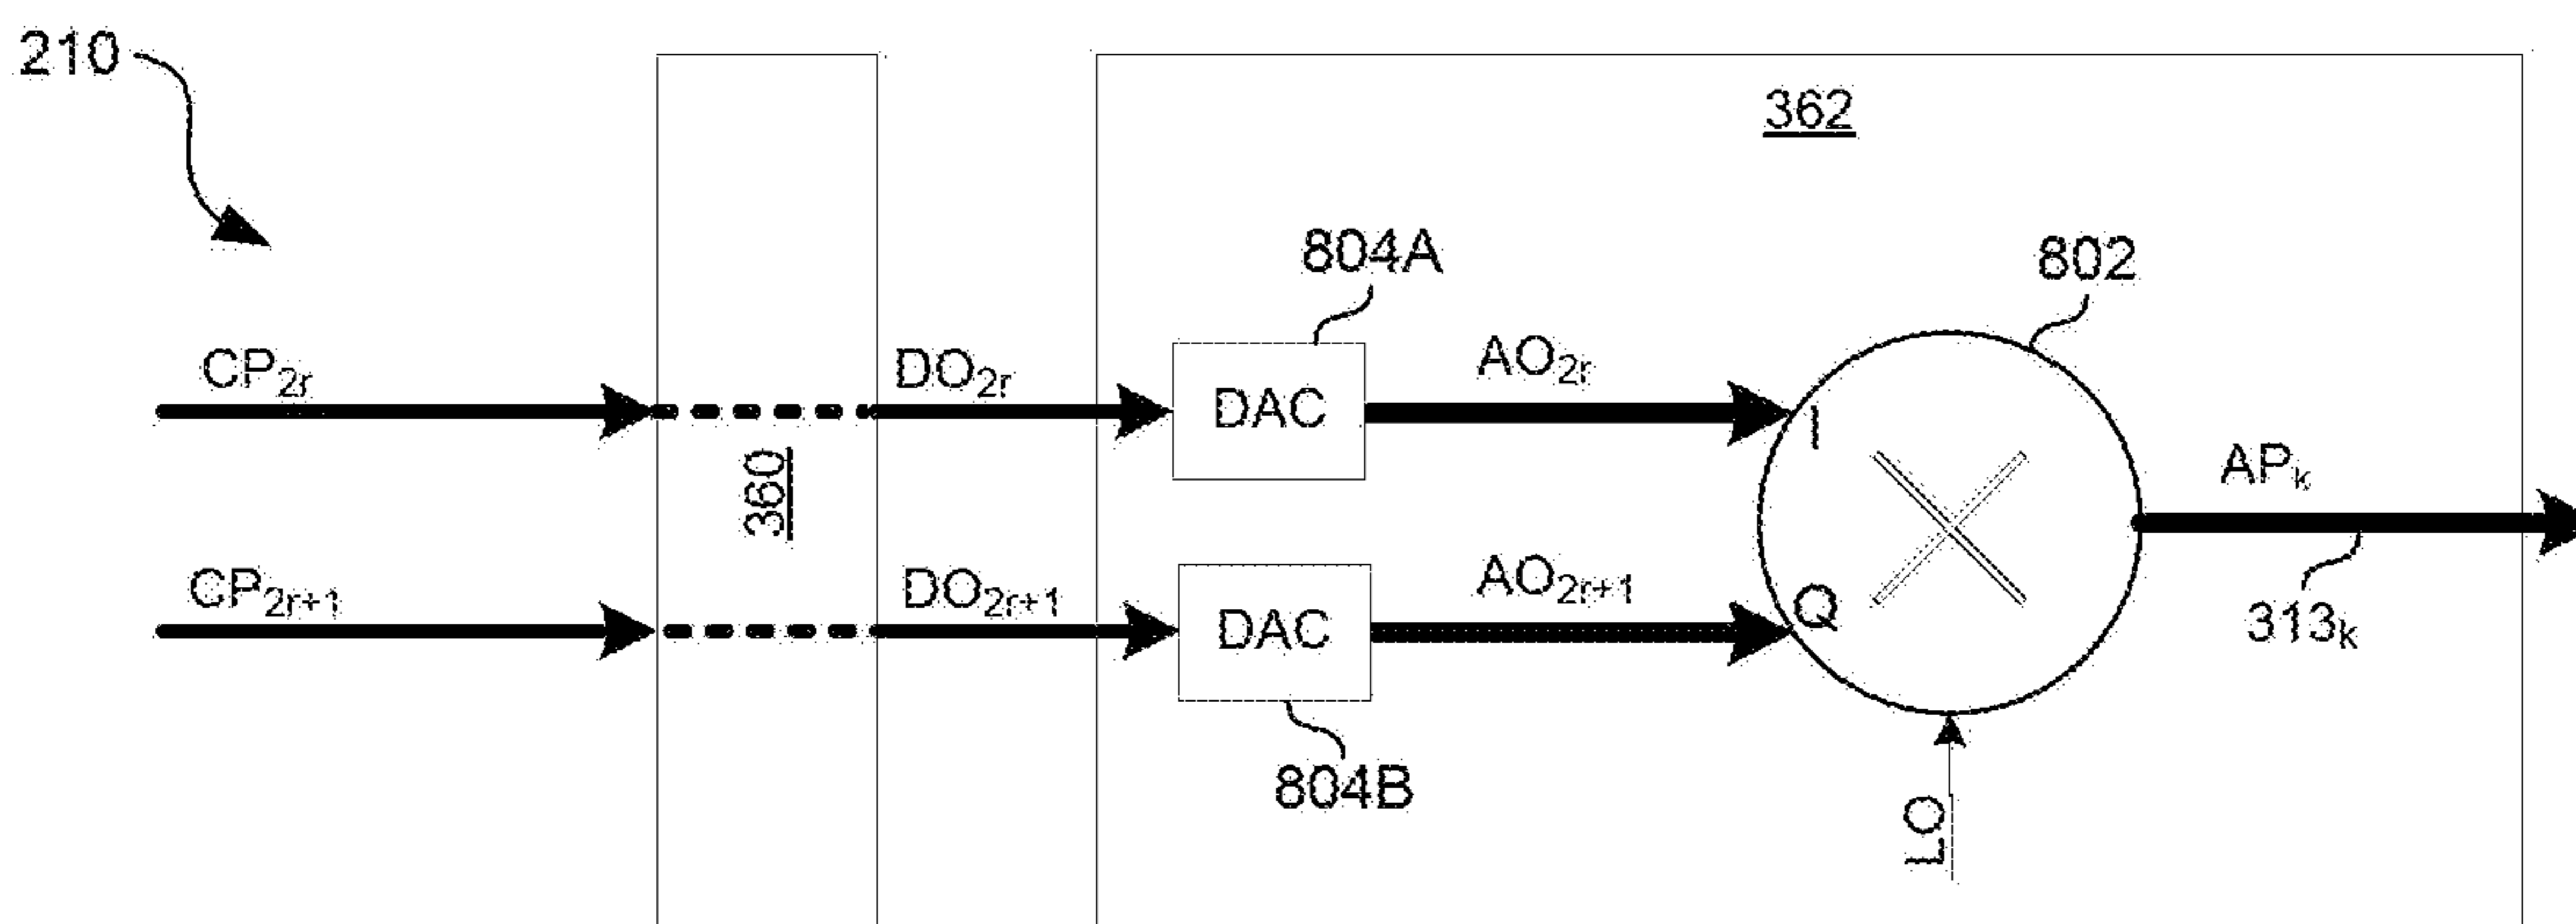 210
362
804A
802
CP2r
DO2r
DAC
AO2r
I
360
APk
CP2r+1
DO2r+1
DAC
AO2r+1
Q
313k
804B
LO